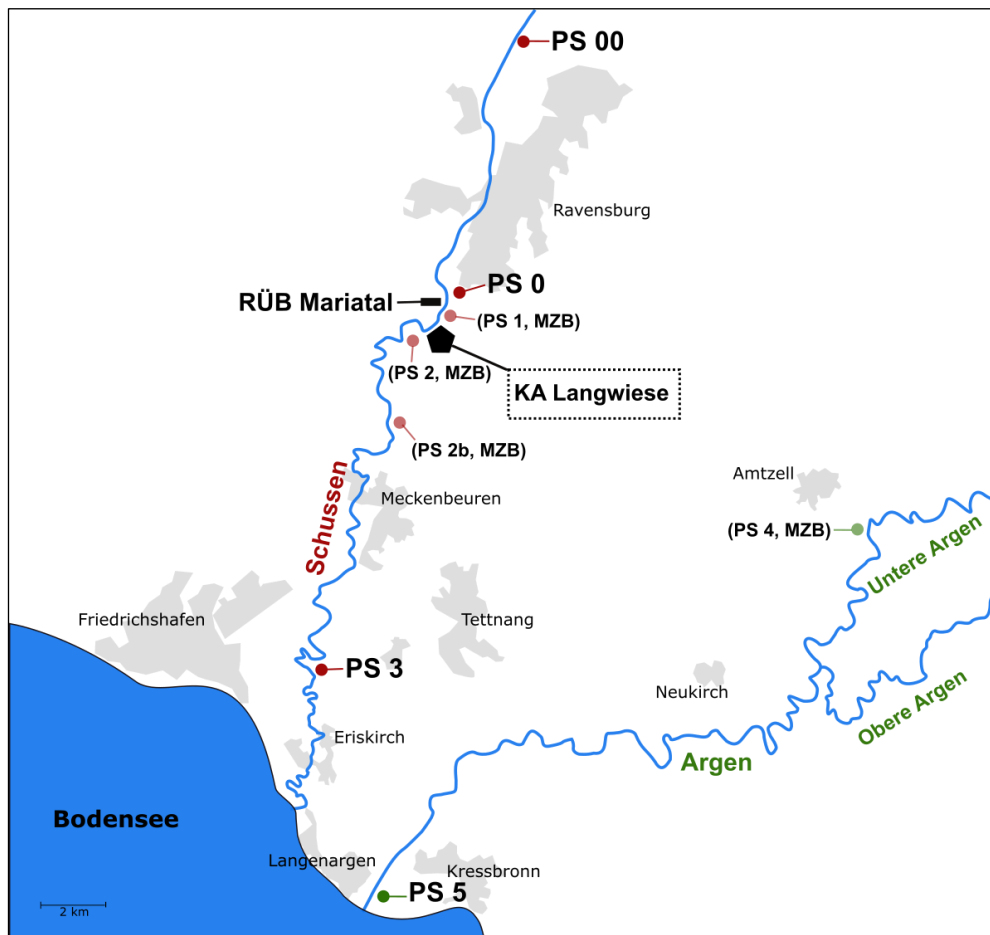 PS 00
Ravensburg
PS 0
RÜB Mariatal
(PS 1, MZB)
(PS 2, MZB)
KA Langwiese
(PS 2b, MZB)
Schussen
Meckenbeuren
Amtzell
(PS 4, MZB)
Untere Argen
Friedrichshafen
Tettnang
PS 3
Neukirch
Obere Argen
Eriskirch
Argen
Bodensee
Langenargen
Kressbronn
PS 5
2 km